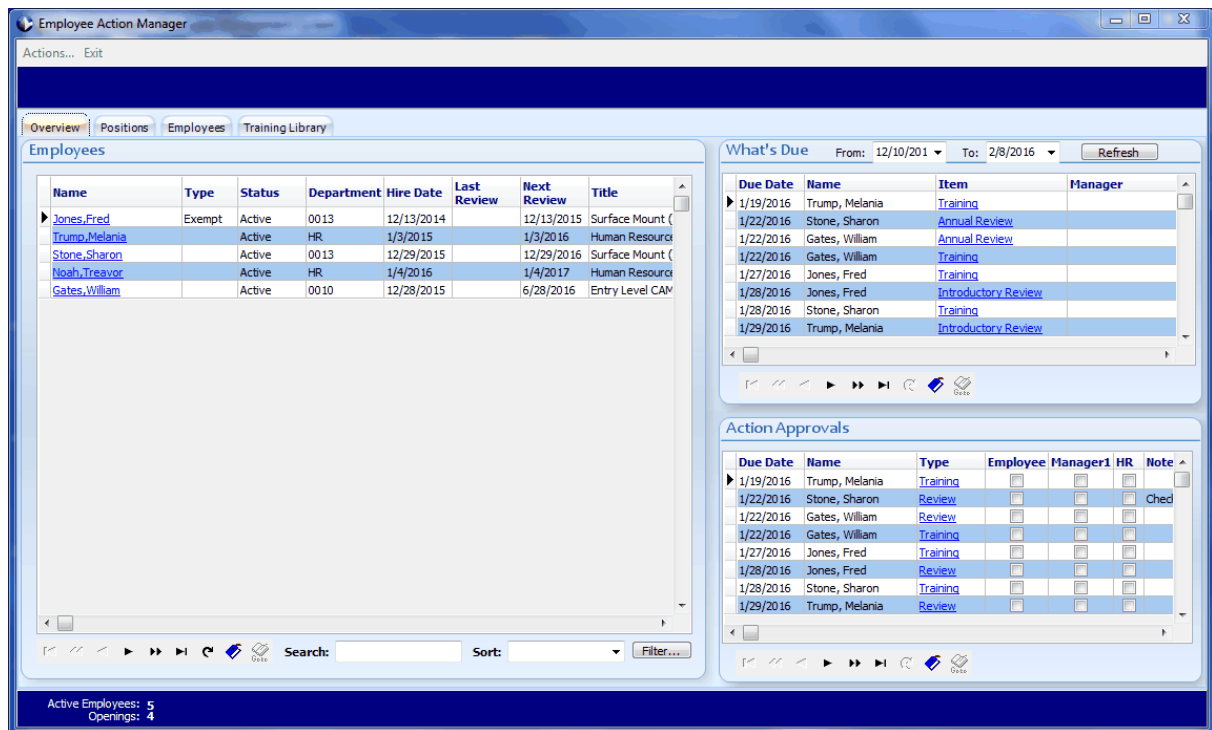 Employee Action Manager
Actions... Exit
Overview Positions Employees Training Library
Employees
Name Type Status Department Hire Date Last Review Next Review Title
Jones,Fred Exempt Active 0013 12/13/2014 12/13/2015 Surface Mount (
Trump,Melania Active HR 1/3/2015 1/3/2016 Human Resource
Stone,Sharon Active 0013 12/29/2015 12/29/2016 Surface Mount (
Noah,Treavor Active HR 1/4/2016 1/4/2017 Human Resource
Gates,William Active 0010 12/28/2015 6/28/2016 Entry Level CAM
Goto Search: Sort: Filter...
What's Due From: 12/10/201 To: 2/8/2016 Refresh
Due Date Name Item Manager
1/19/2016 Trump, Melania Training
1/22/2016 Stone, Sharon Annual Review
1/22/2016 Gates, William Annual Review
1/22/2016 Gates, William Training
1/27/2016 Jones, Fred Training
1/28/2016 Jones, Fred Introductory Review
1/28/2016 Stone, Sharon Training
1/29/2016 Trump, Melania Introductory Review
Goto
Action Approvals
Due Date Name Type Employee Manager1 HR Note
1/19/2016 Trump, Melania Training
1/22/2016 Stone, Sharon Review Chec
1/22/2016 Gates, William Review
1/22/2016 Gates, William Training
1/27/2016 Jones, Fred Training
1/28/2016 Jones, Fred Review
1/28/2016 Stone, Sharon Training
1/29/2016 Trump, Melania Review
Goto
Active Employees: 5
Openings: 4